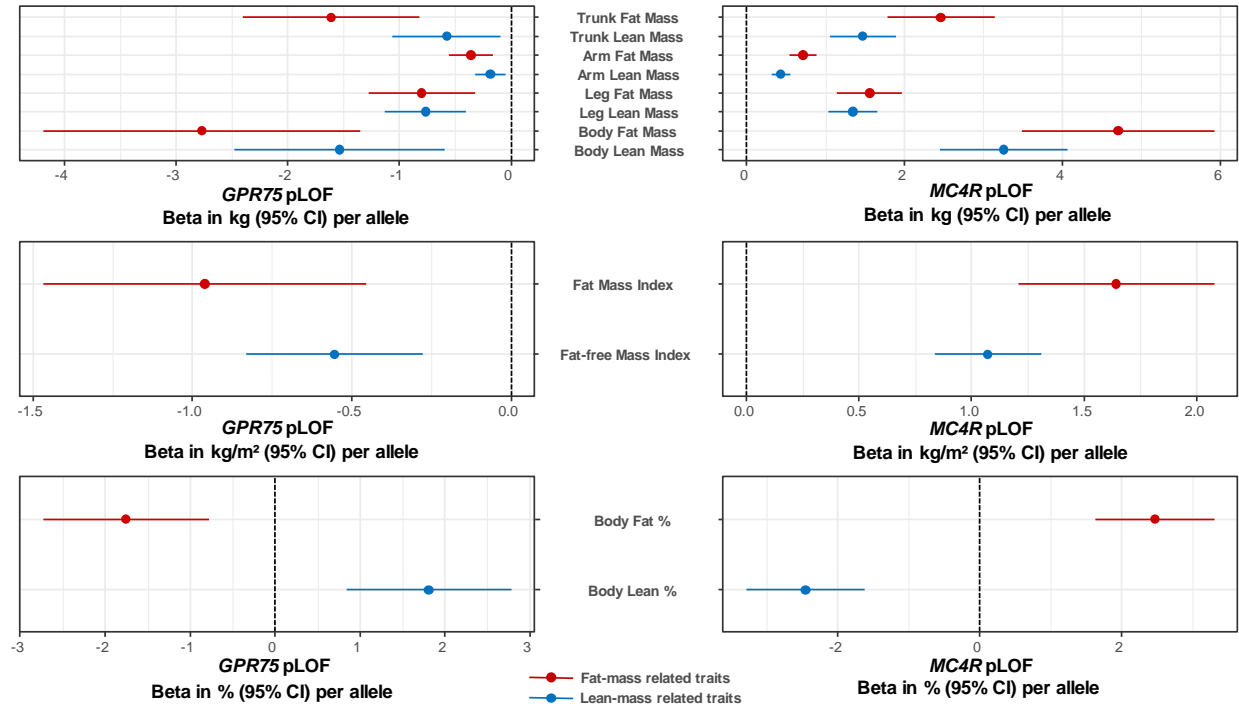 Trunk Fat Mass
Trunk Lean Mass
Arm Fat Mass
Arm Lean Mass
Leg Fat Mass
Leg Lean Mass
Body Fat Mass
Body Lean Mass
-4 -3 -2 -1 0
GPR75 pLOF
Beta in kg (95% CI) per allele
0 2 4 6
MC4R pLOF
Beta in kg (95% CI) per allele
Fat Mass Index
Fat-free Mass Index
-1.5 -1.0 -0.5 0.0
GPR75 pLOF
Beta in kg/m² (95% CI) per allele
0.0 0.5 1.0 1.5 2.0
MC4R pLOF
Beta in kg/m² (95% CI) per allele
Body Fat %
Body Lean %
-3 -2 -1 0 1 2 3
GPR75 pLOF
Beta in % (95% CI) per allele
-2 0 2
MC4R pLOF
Beta in % (95% CI) per allele
Fat-mass related traits
Lean-mass related traits